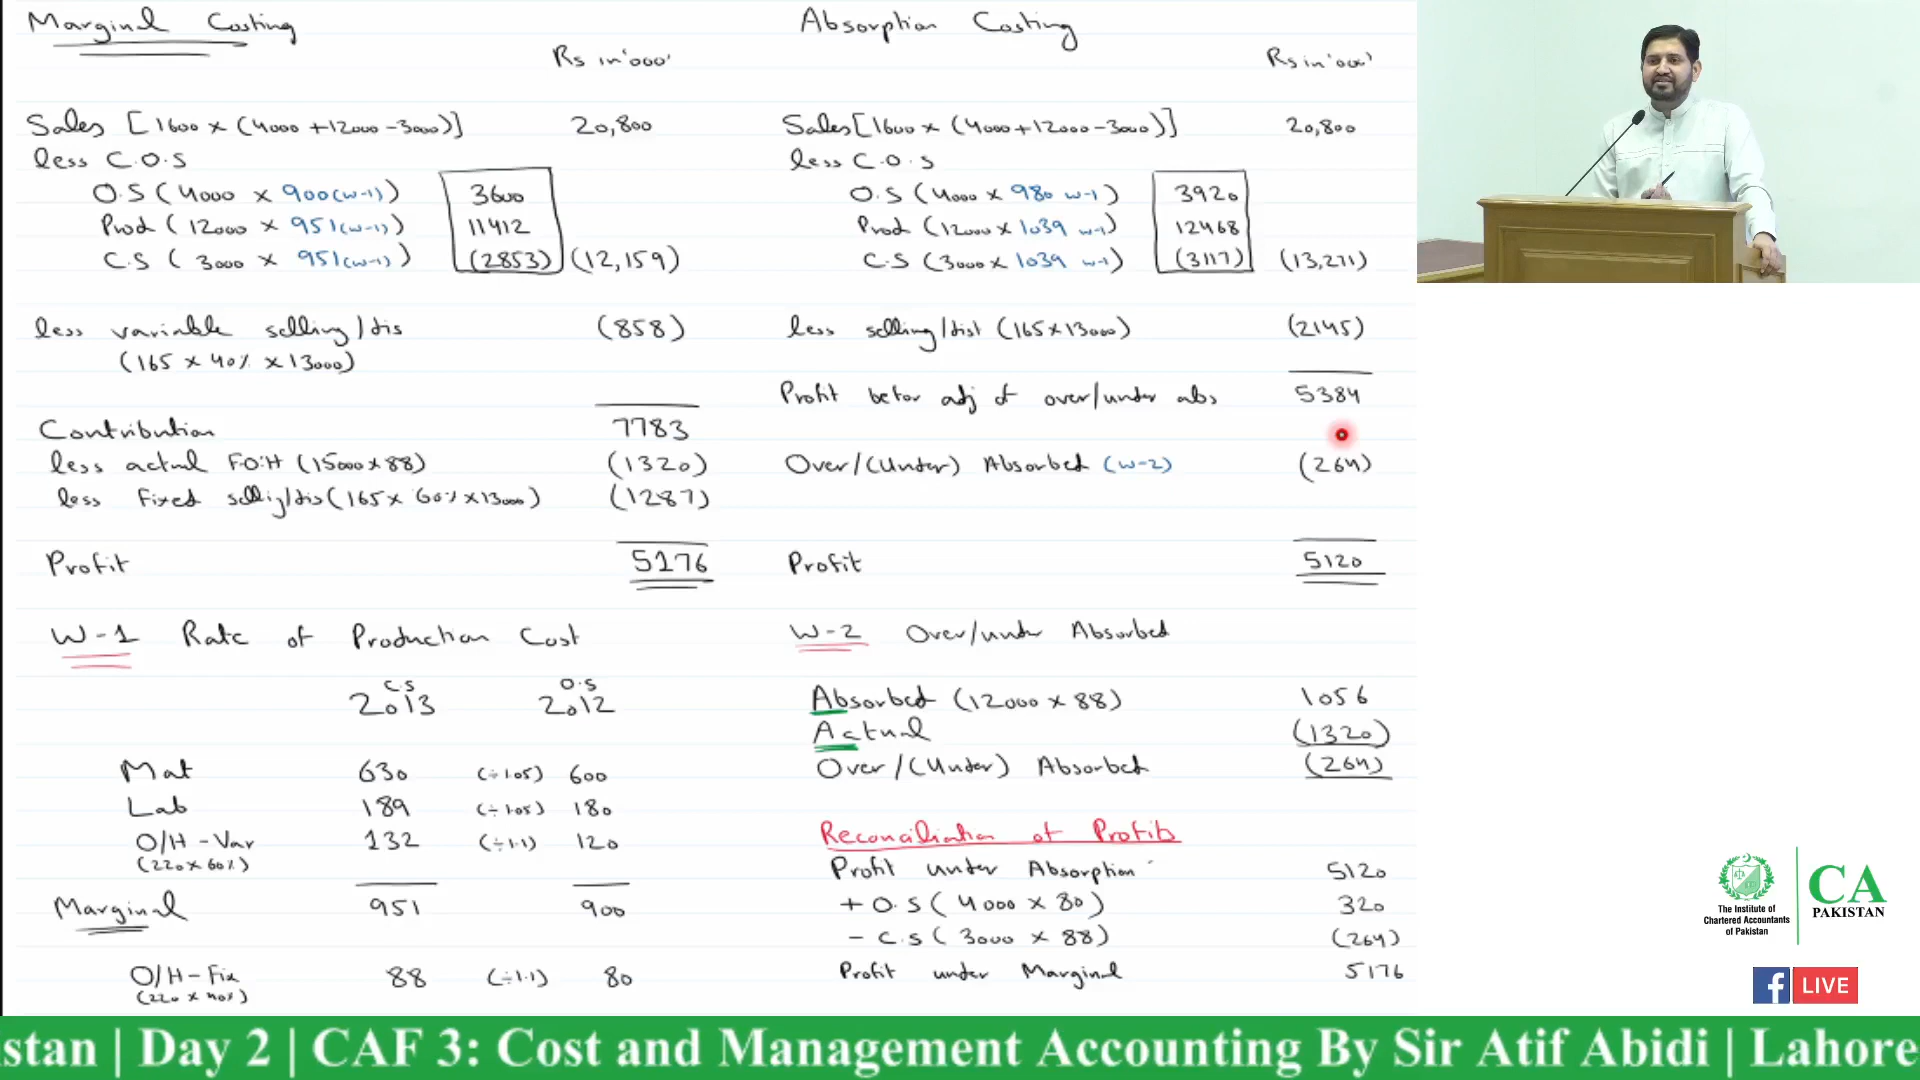 Marginal Costing
Rs in '000'
Sales [1600 x (4000 + 12000 - 3000)] 20,800
less C.O.S
O.S (4000 x 900 (w-1)) 3600
Prod (12000 x 951 (w-1)) 11412
C.S (3000 x 951 (w-1)) (2853) (12,159)
less variable selling/dis (858)
(165 x 40% x 13000)
Contribution 7783
less actual F.O.H (15000 x 88) (1320)
less Fixed sellig/dis (165 x 60% x 13000) (1287)
Profit 5176
W-1 Rate of Production Cost
C.S O.S
2013 2012
Mat 630 (÷1.05) 600
Lab 189 (÷1.05) 180
O/H - Var 132 (÷1.1) 120
(220 x 60%)
Marginal 951 900
O/H - Fix 88 (÷1.1) 80
(220 x 40%)
Absorption Costing
Rs in '000'
Sales [1600 x (4000 + 12000 - 3000)] 20,800
less C.O.S
O.S (4000 x 980 w-1) 3920
Prod (12000 x 1039 w-1) 12468
C.S (3000 x 1039 w-1) (3117) (13,271)
less selling/dist (165 x 13000) (2145)
Profit befor adj of over/under abs 5384
Over/(Under) Absorbed (w-2) (264)
Profit 5120
W-2 Over/under Absorbed
Absorbed (12000 x 88) 1056
Actual (1320)
Over/(Under) Absorbed (264)
Reconciliation of Profits
Profit under Absorption 5120
+ O.S (4000 x 80) 320
- C.S (3000 x 88) (264)
Profit under Marginal 5176
The Institute of
Chartered Accountants
of Pakistan
CA
PAKISTAN
f LIVE
stan | Day 2 | CAF 3: Cost and Management Accounting By Sir Atif Abidi | Lahore